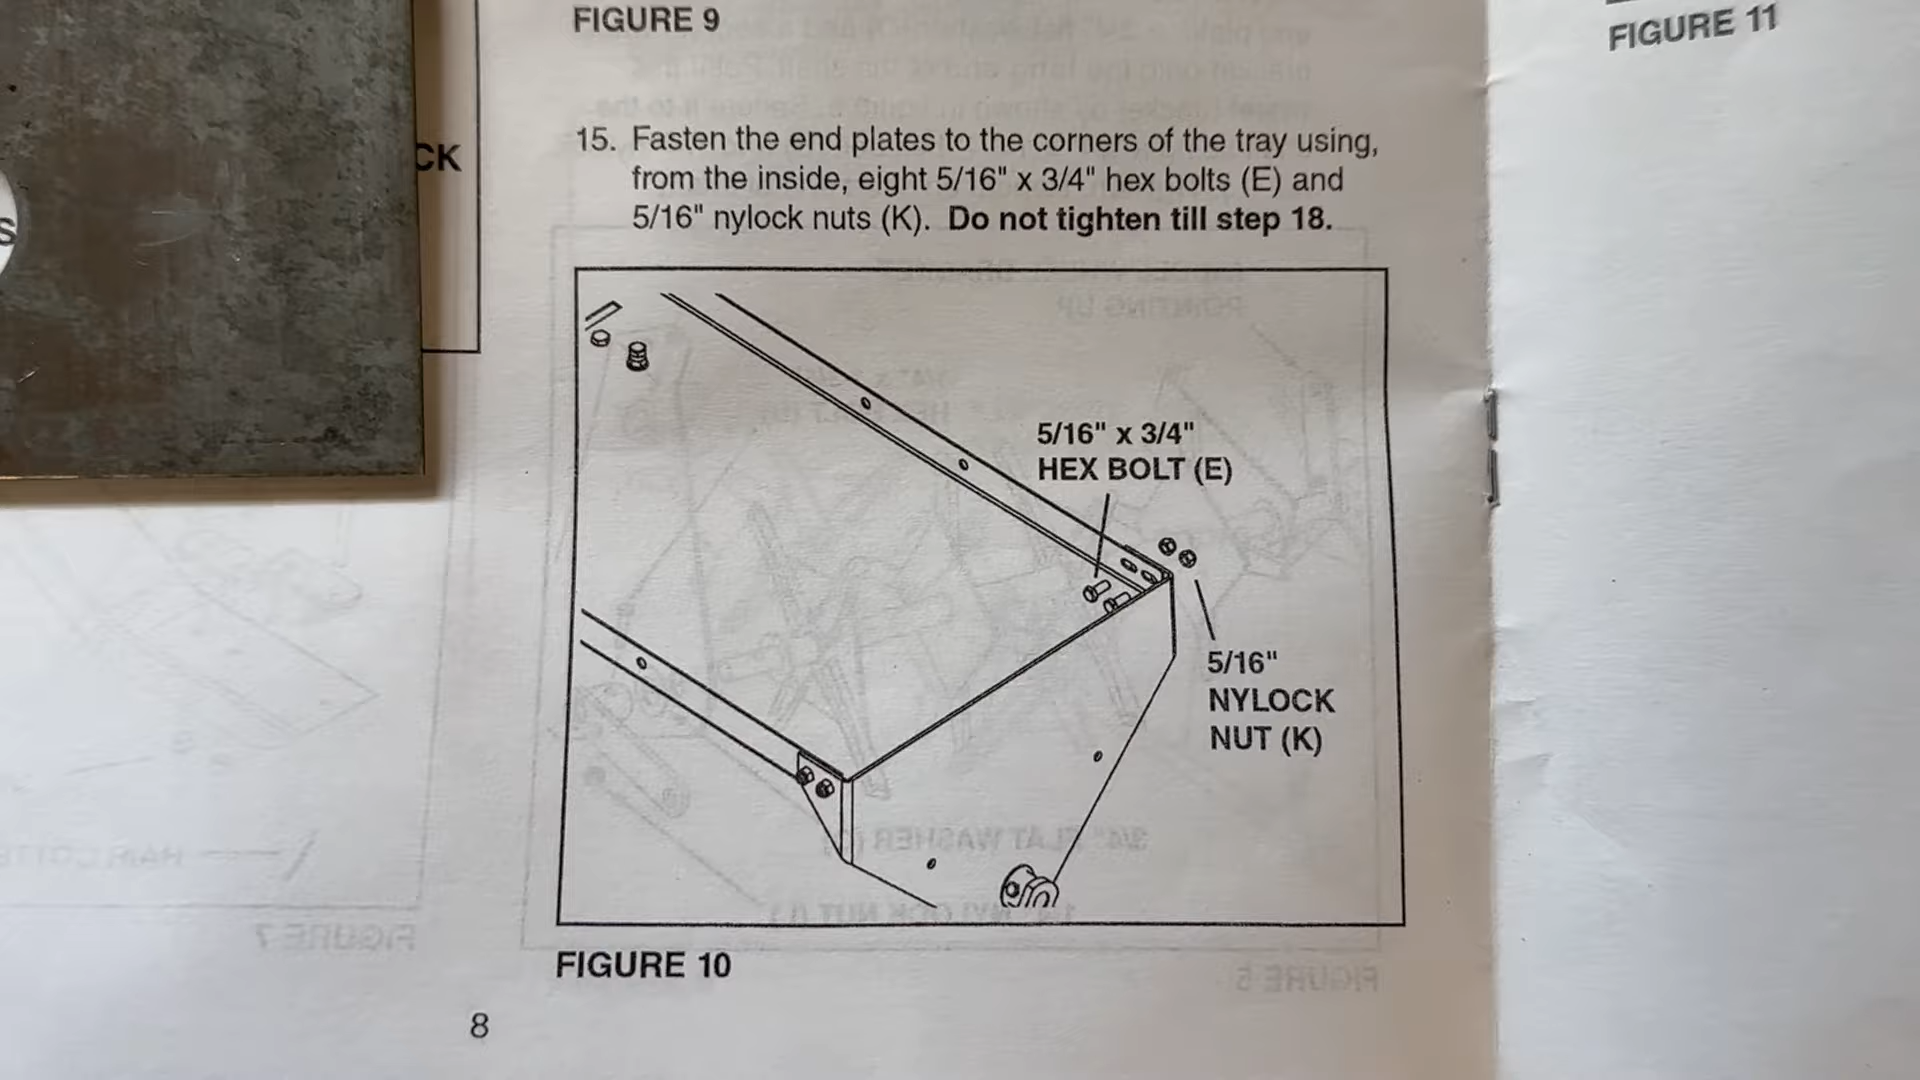 FIGURE 9
FIGURE 11
CK
S
15. Fasten the end plates to the corners of the tray using,
from the inside, eight 5/16" x 3/4" hex bolts (E) and
5/16" nylock nuts (K). Do not tighten till step 18.
5/16" x 3/4"
HEX BOLT (E)
5/16"
NYLOCK
NUT (K)
FIGURE 10
8